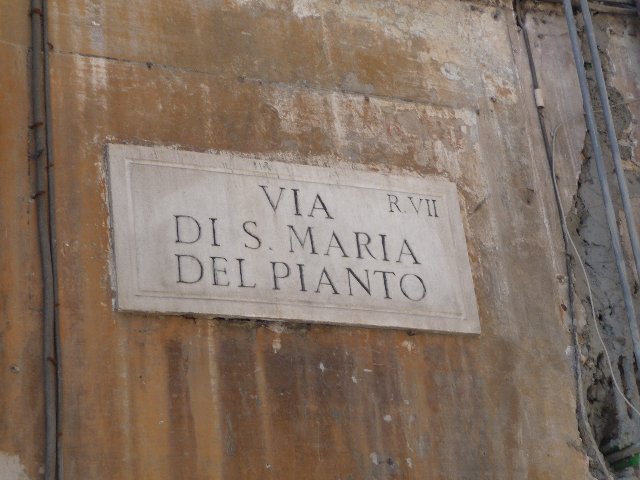 VIA R.VII
DI S. MARIA
DEL PIANTO